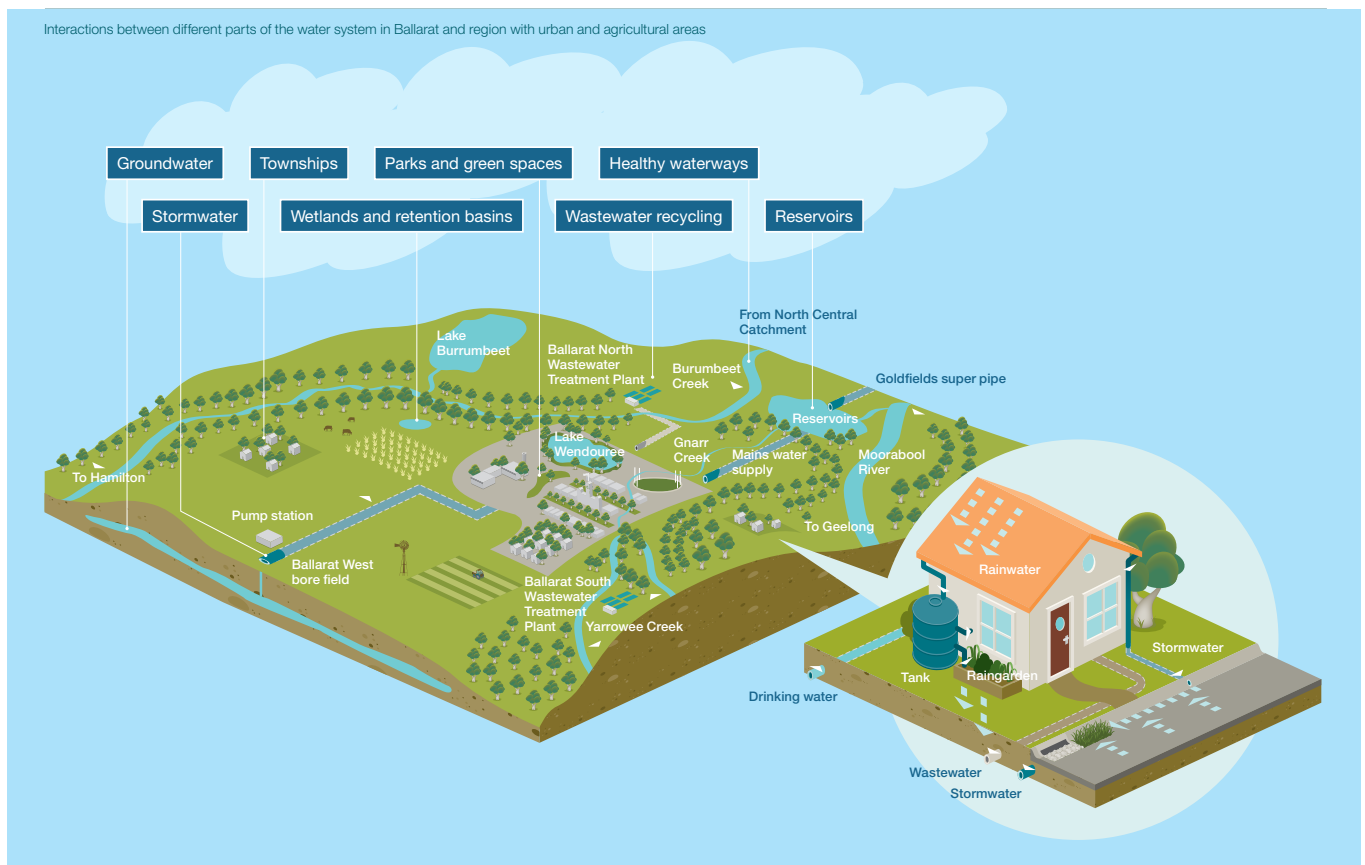 Interactions between different parts of the water system in Ballarat and region with urban and agricultural areas
Groundwater
Townships
Parks and green spaces
Healthy waterways
Stormwater
Wetlands and retention basins
Wastewater recycling
Reservoirs
From North Central
Catchment
Lake
Burrumbeet
Ballarat North
Wastewater
Treatment Plant
Burumbeet
Creek
Goldfields super pipe
Reservoirs
Lake
Wendouree
Gnarr
Creek
Mains water
supply
Moorabool
River
To Hamilton
Pump station
To Geelong
Ballarat West
bore field
Ballarat South
Wastewater
Treatment
Plant
Yarrowee Creek
Rainwater
Stormwater
Tank
Raingarden
Drinking water
Wastewater
Stormwater